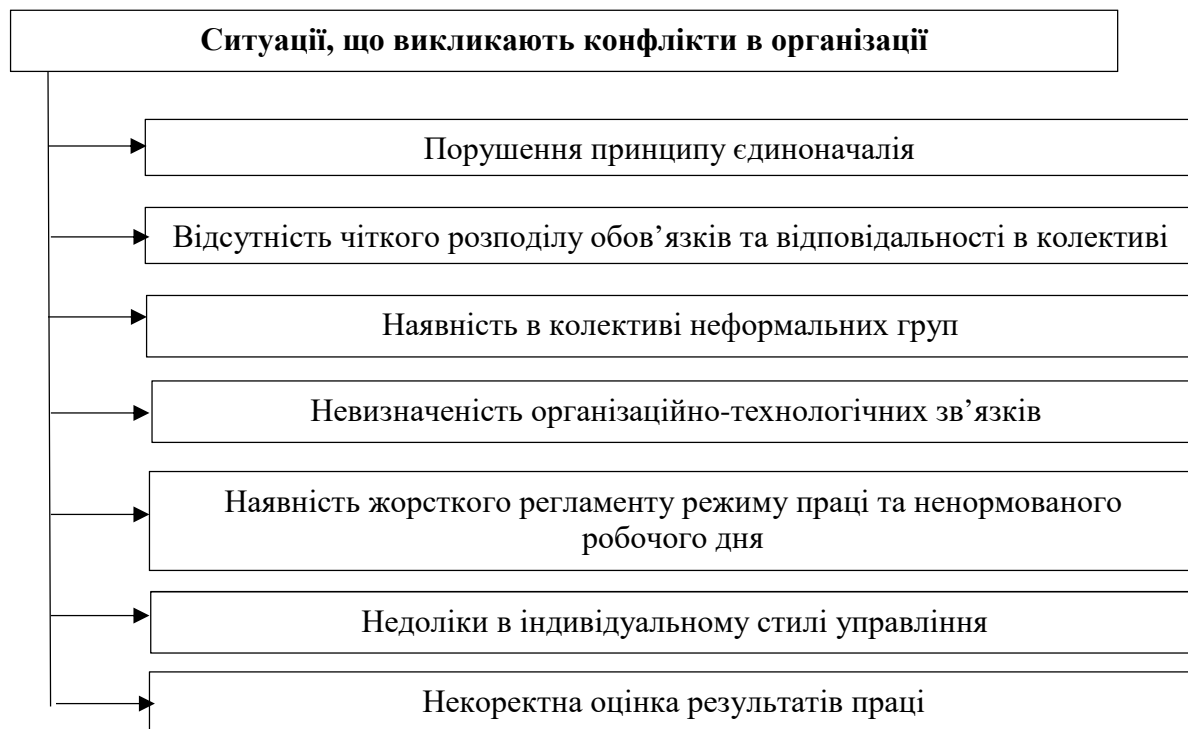 Ситуації, що викликають конфлікти в організації
Порушення принципу єдиноначалія
Відсутність чіткого розподілу обов’язків та відповідальності в колективі
Наявність в колективі неформальних груп
Невизначеність організаційно-технологічних зв’язків
Наявність жорсткого регламенту режиму праці та ненормованого
робочого дня
Недоліки в індивідуальному стилі управління
Некоректна оцінка результатів праці